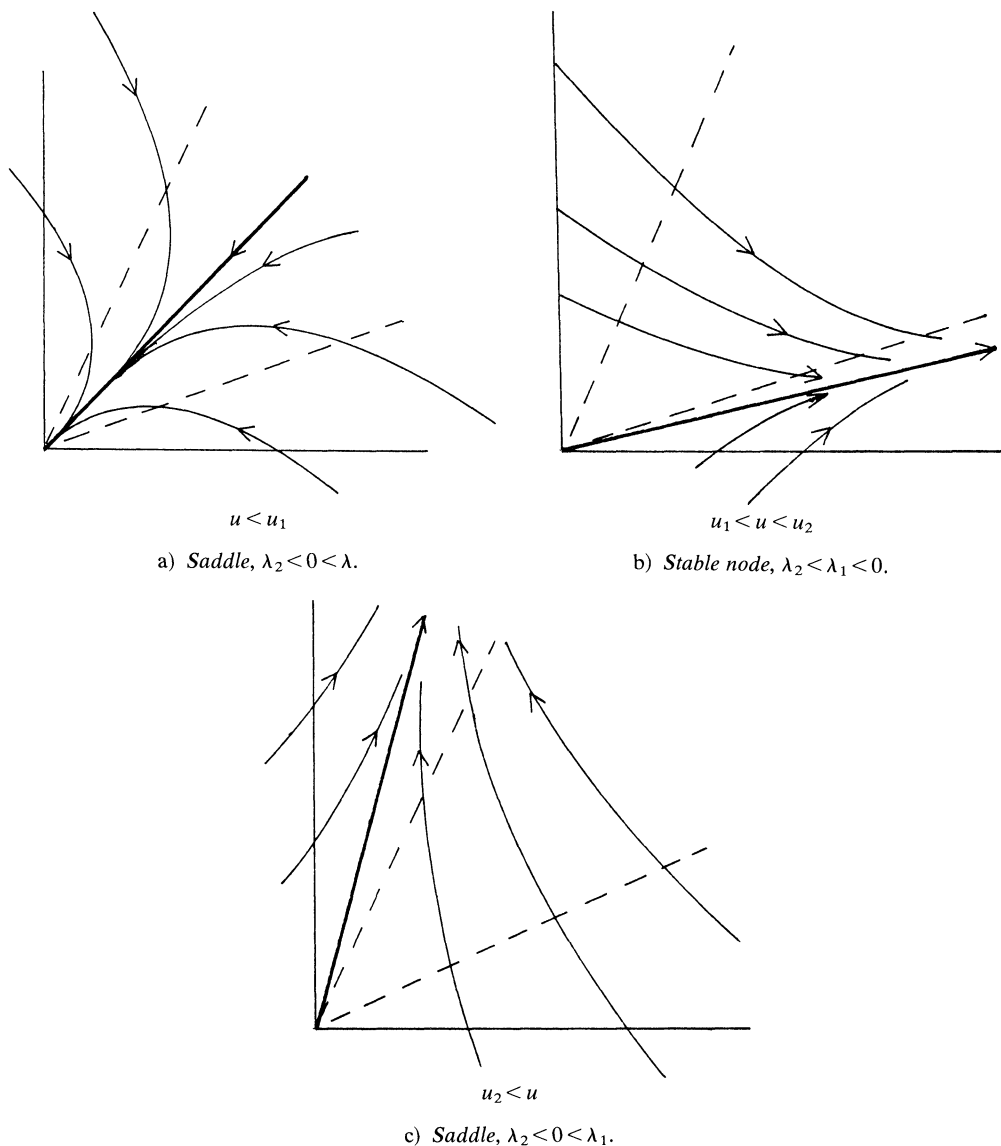 u < u₁
a) Saddle, λ₂ < 0 < λ.
u₁ < u < u₂
b) Stable node, λ₂ < λ₁ < 0.
u₂ < u
c) Saddle, λ₂ < 0 < λ₁.